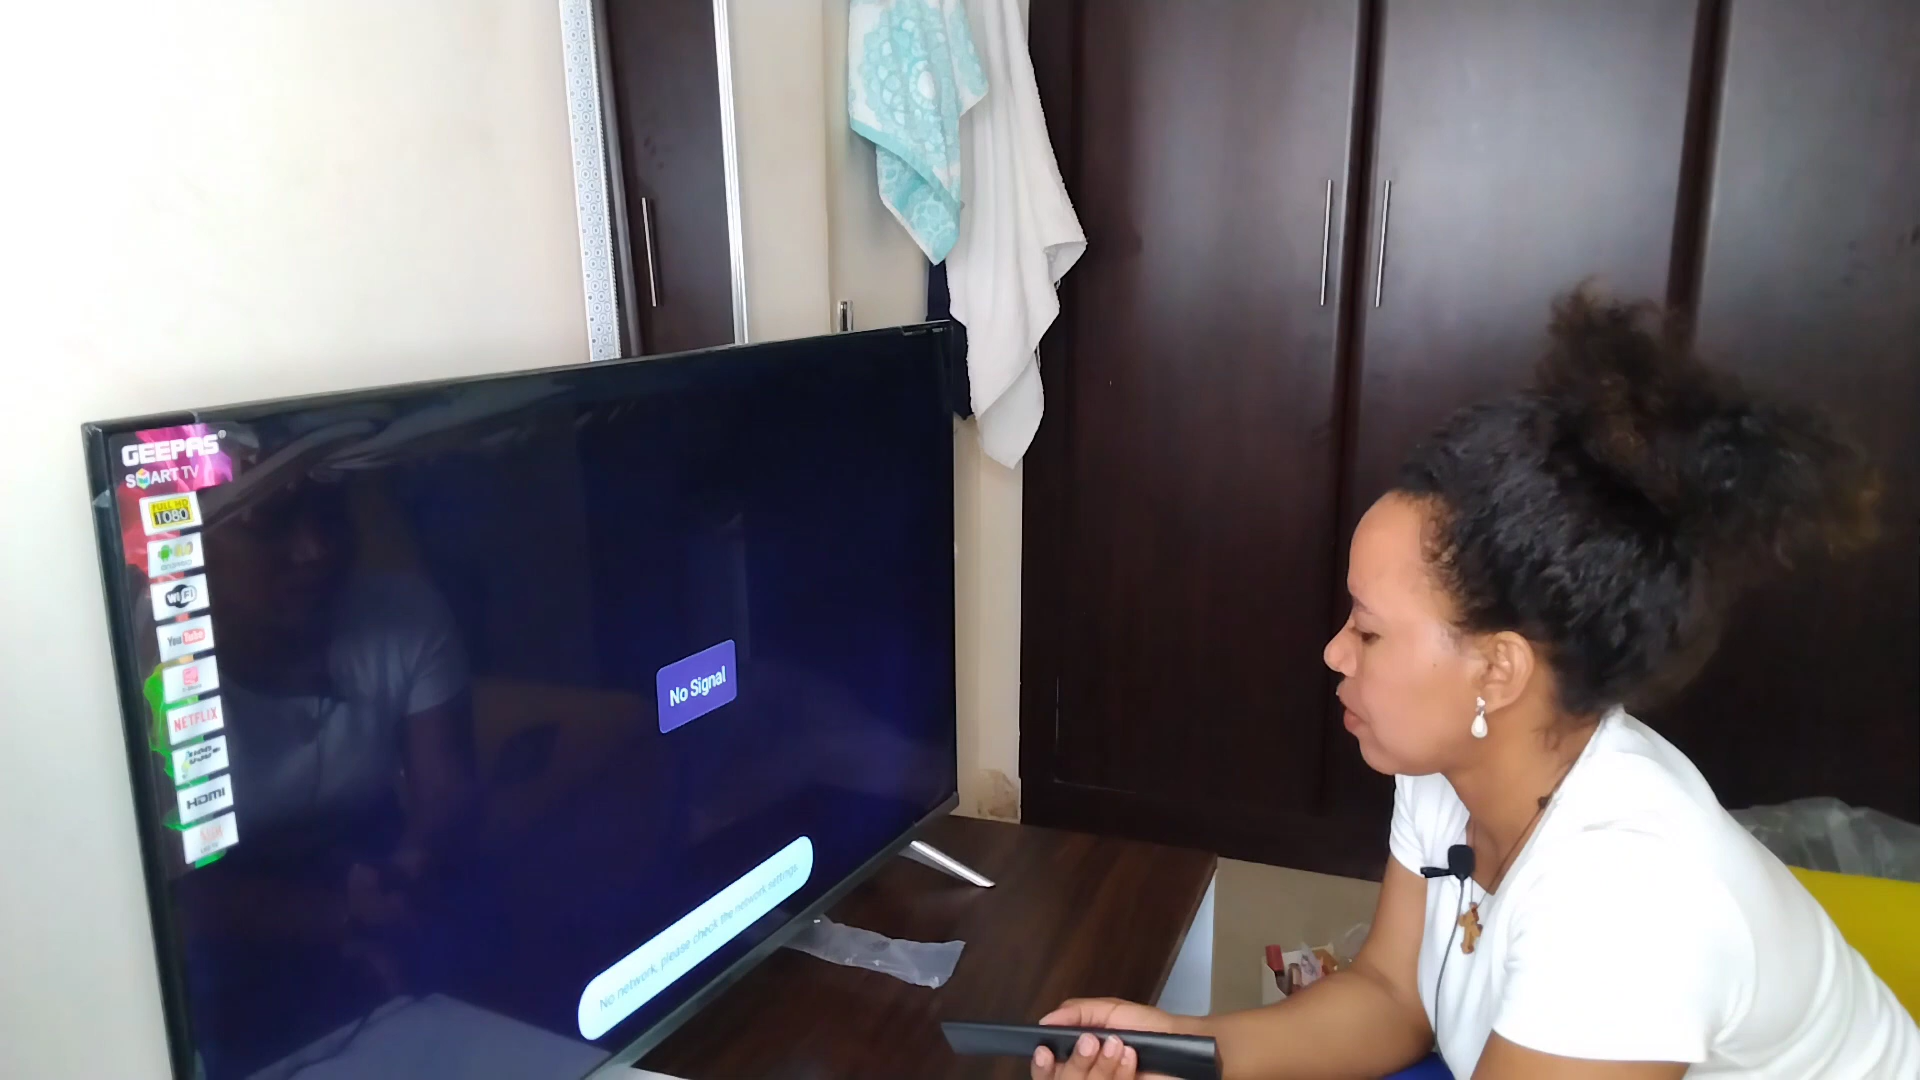 GEEPAS®
SMART TV
FULL HD
1080
android
WiFi
YouTube
NETFLIX
HDMI
No Signal
No network, please check the network settings.